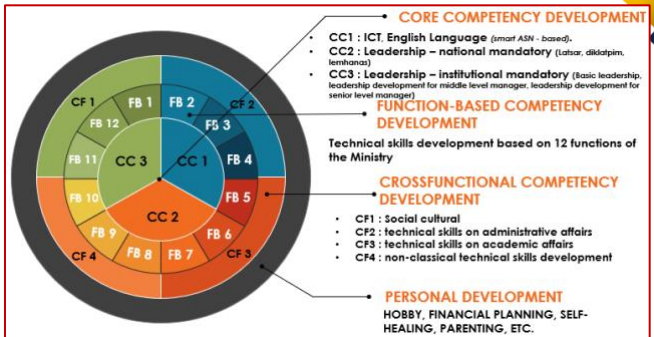 CORE COMPETENCY DEVELOPMENT
• CC1 : ICT, English Language (smart ASN - based).
• CC2 : Leadership – national mandatory (Latsar, diklatpim,
lemhanas)
• CC3 : Leadership – institutional mandatory (Basic leadership,
leadership development for middle level manager, leadership development for
senior level manager)
FUNCTION-BASED COMPETENCY
DEVELOPMENT
Technical skills development based on 12 functions of
the Ministry
CROSSFUNCTIONAL COMPETENCY
DEVELOPMENT
• CF1 : Social cultural
• CF2 : technical skills on administrative affairs
• CF3 : technical skills on academic affairs
• CF4 : non-classical technical skills development
PERSONAL DEVELOPMENT
HOBBY, FINANCIAL PLANNING, SELF-
HEALING, PARENTING, ETC.
CF 1
CF 2
CF 3
CF 4
FB 1
FB 2
FB 3
FB 4
FB 5
FB 6
FB 7
FB 8
FB 9
FB 10
FB 11
FB 12
CC 1
CC 2
CC 3